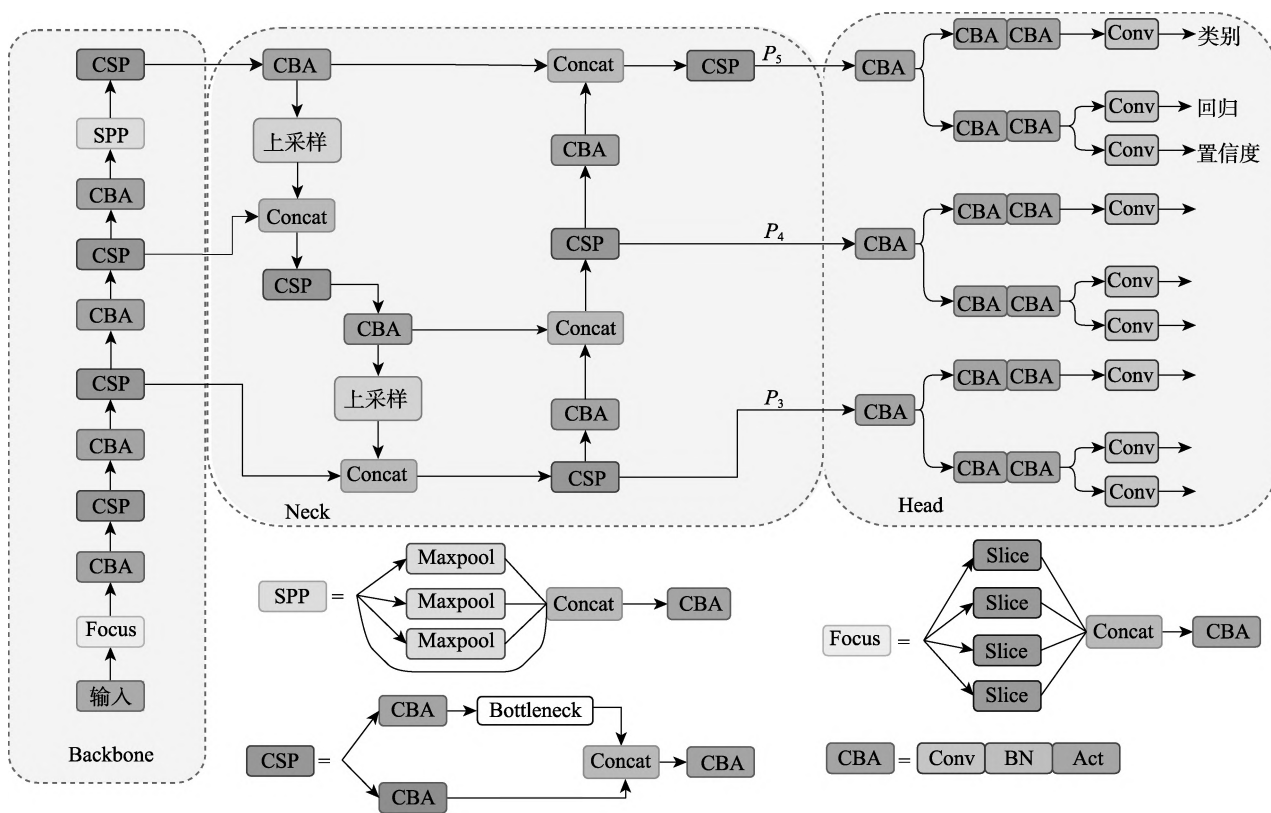 CSP
SPP
CBA
CSP
CBA
CSP
CBA
CSP
CBA
Focus
输入
Backbone
CBA
上采样
Concat
CSP
CBA
上采样
Concat
Concat
CSP
CBA
CSP
Concat
CBA
CSP
Neck
P5
P4
P3
CBA
CBA CBA Conv 类别
CBA CBA Conv 回归
Conv 置信度
CBA
CBA CBA Conv
CBA CBA Conv
Conv
CBA
CBA CBA Conv
CBA CBA Conv
Conv
Head
SPP =
Maxpool
Maxpool
Maxpool
Concat
CBA
CSP =
CBA
Bottleneck
CBA
Concat
CBA
Focus =
Slice
Slice
Slice
Slice
Concat
CBA
CBA = Conv BN Act